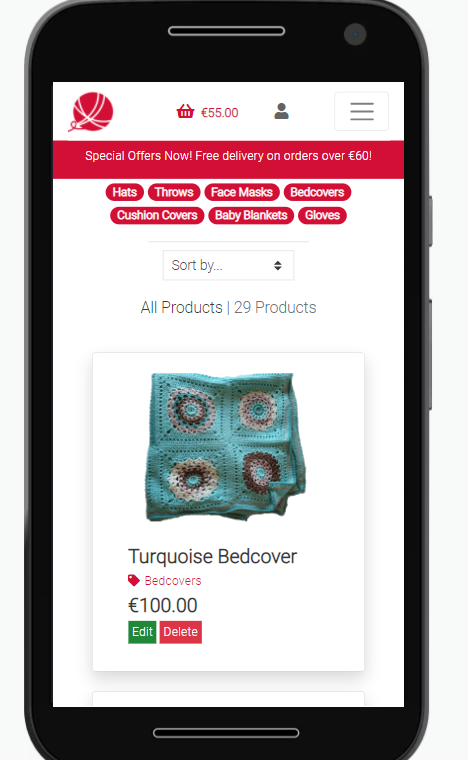 €55.00
Special Offers Now! Free delivery on orders over €60!
Hats Throws Face Masks Bedcovers
Cushion Covers Baby Blankets Gloves
Sort by...
All Products | 29 Products
Turquoise Bedcover
Bedcovers
€100.00
Edit Delete